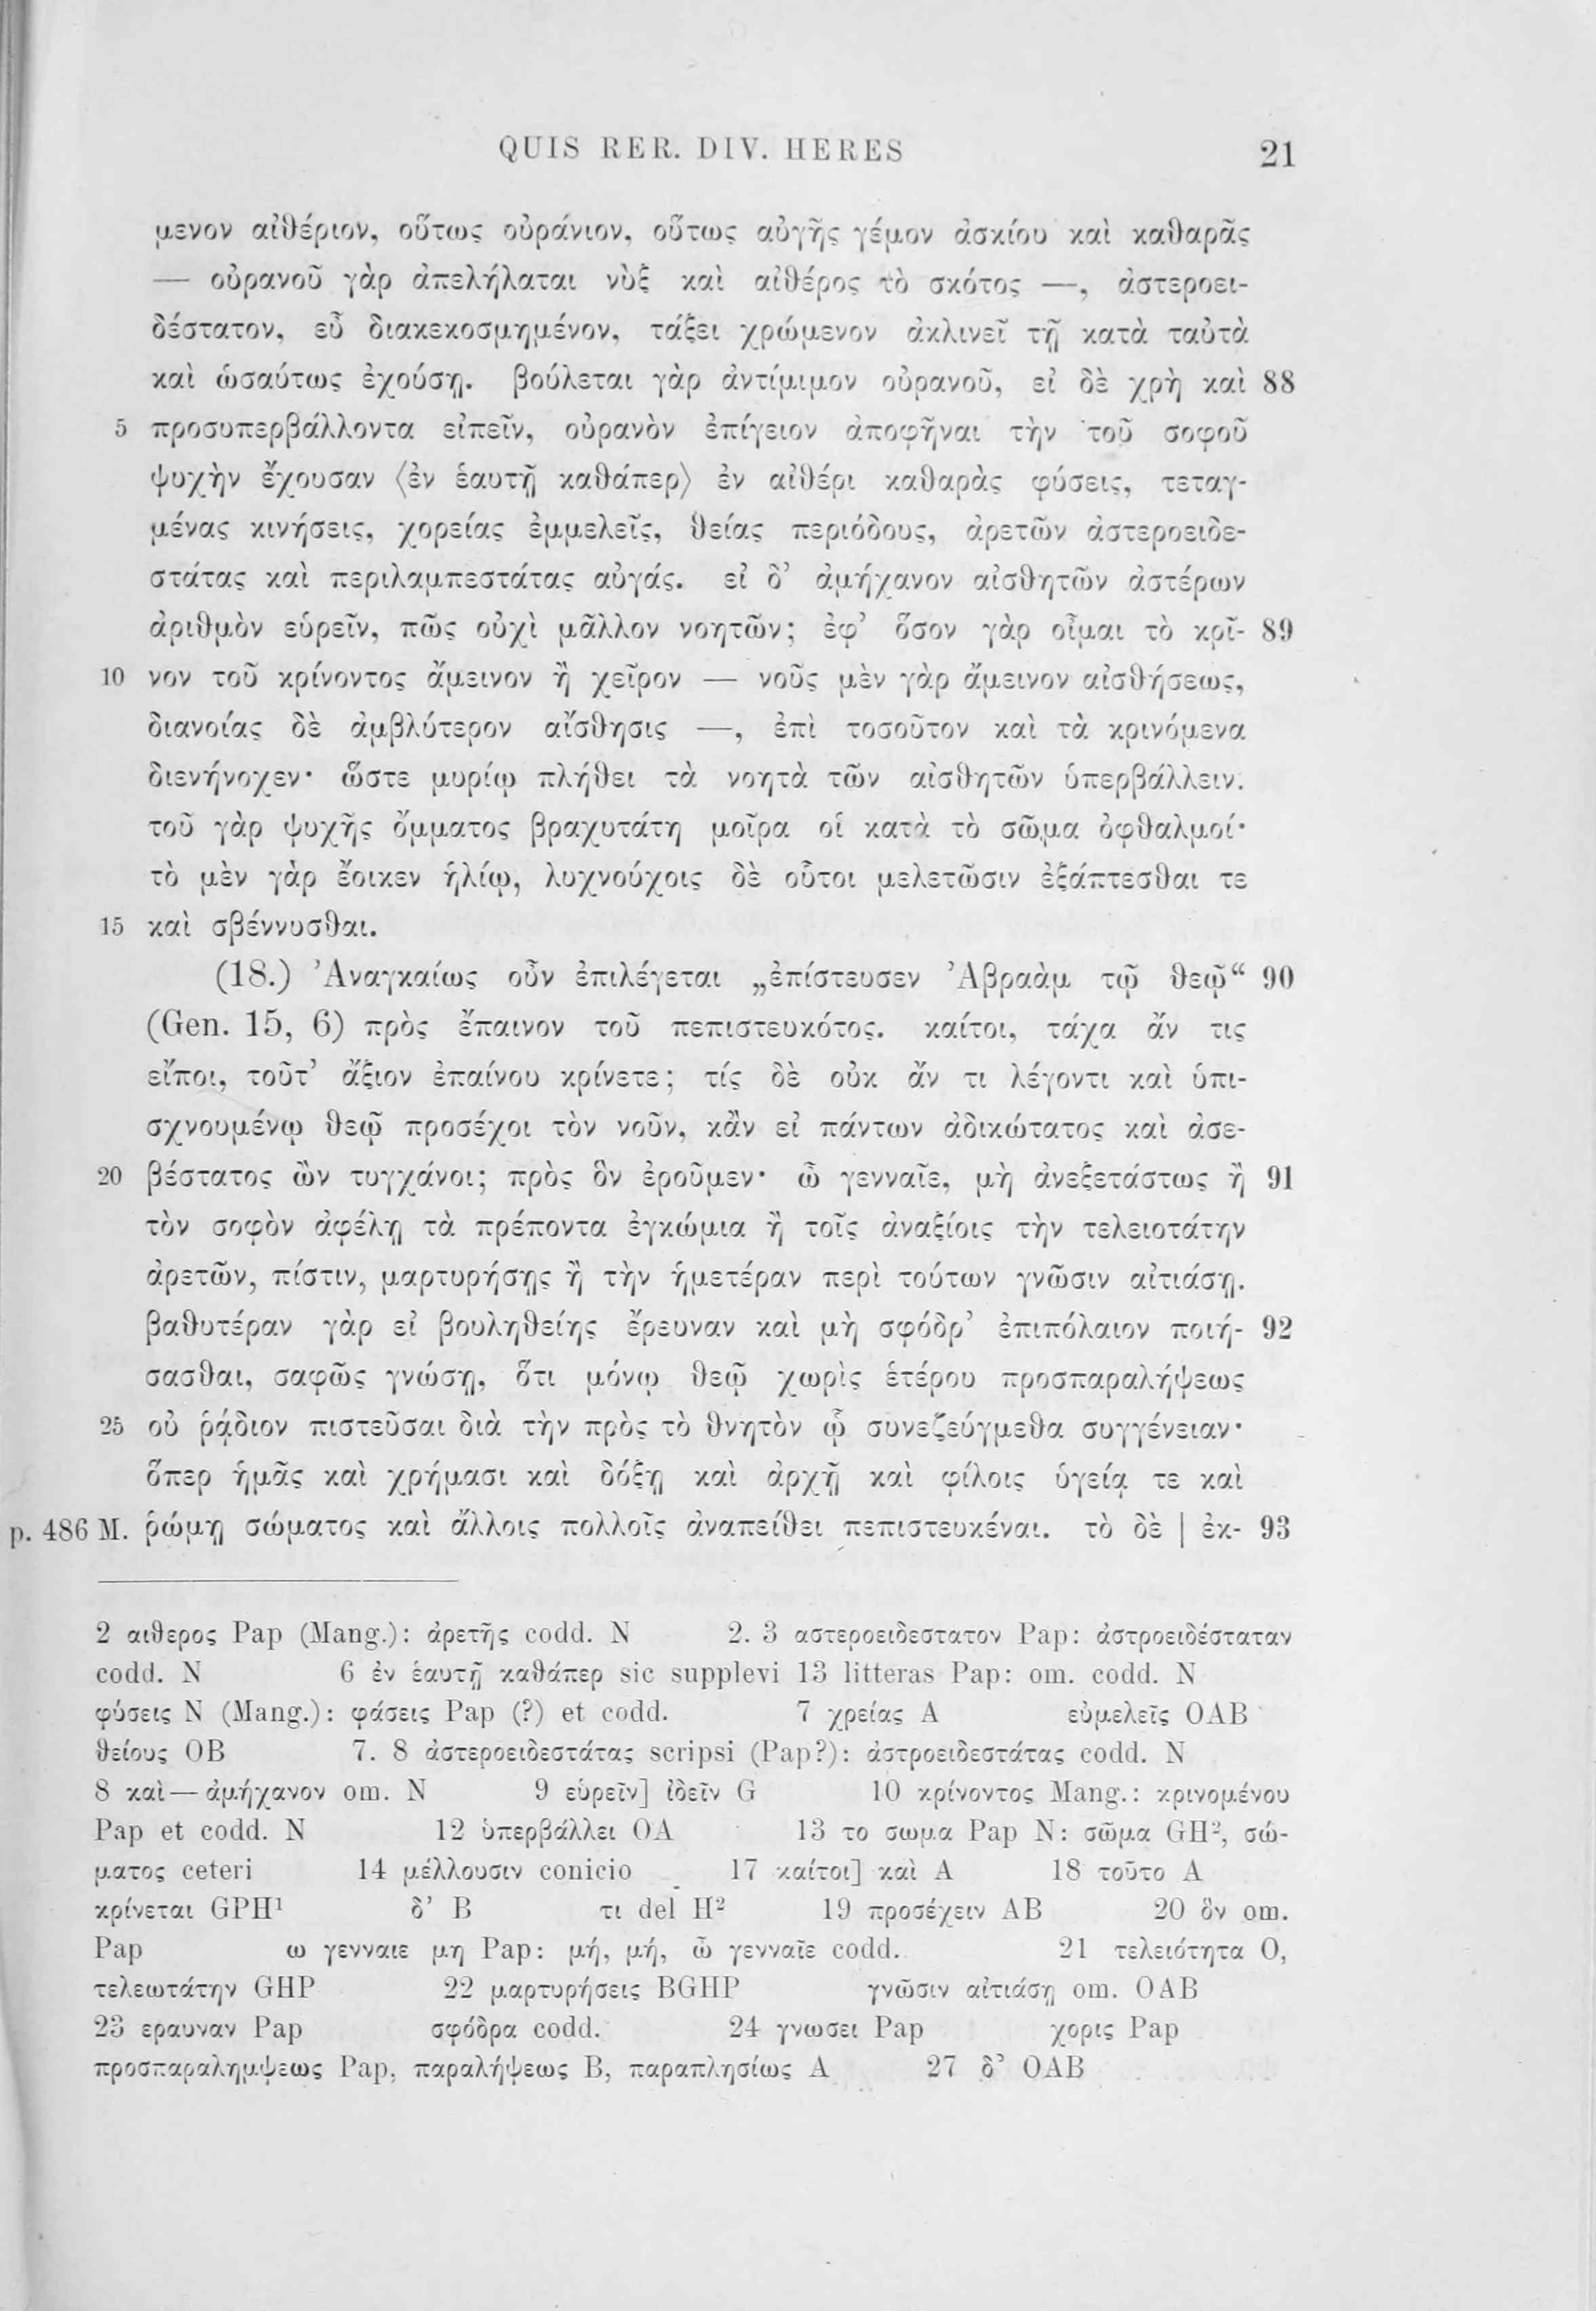 QUIS RER. DIV. HERES 21
μενον αἰθέριον, οὕτως οὐράνιον, οὕτως αὐγῆς γέμον ἀσκίου καὶ καθαρᾶς
— οὐρανοῦ γὰρ ἀπελήλαται νὺξ καὶ αἰθέρος τὸ σκότος —, ἀστεροει-
δέστατον, εὖ διακεκοσμημένον, τάξει χρώμενον ἀκλινεῖ τῇ κατὰ ταὐτὰ
καὶ ὡσαύτως ἐχούσῃ. βούλεται γὰρ ἀντίμιμον οὐρανοῦ, εἰ δὲ χρὴ καὶ 88
5 προσυπερβάλλοντα εἰπεῖν, οὐρανὸν ἐπίγειον ἀποφῆναι τὴν τοῦ σοφοῦ
ψυχὴν ἔχουσαν ⟨ἐν ἑαυτῇ καθάπερ⟩ ἐν αἰθέρι καθαρὰς φύσεις, τεταγ-
μένας κινήσεις, χορείας ἐμμελεῖς, θείας περιόδους, ἀρετῶν ἀστεροειδε-
στάτας καὶ περιλαμπεστάτας αὐγάς. εἰ δ’ ἀμήχανον αἰσθητῶν ἀστέρων
ἀριθμὸν εὑρεῖν, πῶς οὐχὶ μᾶλλον νοητῶν; ἐφ’ ὅσον γὰρ οἶμαι τὸ κρῖ- 89
10 νον τοῦ κρίνοντος ἄμεινον ἢ χεῖρον — νοῦς μὲν γὰρ ἄμεινον αἰσθήσεως,
διανοίας δὲ ἀμβλύτερον αἴσθησις —, ἐπὶ τοσοῦτον καὶ τὰ κρινόμενα
διενήνοχεν· ὥστε μυρίῳ πλήθει τὰ νοητὰ τῶν αἰσθητῶν ὑπερβάλλειν.
τοῦ γὰρ ψυχῆς ὄμματος βραχυτάτη μοῖρα οἱ κατὰ τὸ σῶμα ὀφθαλμοί·
τὸ μὲν γὰρ ἔοικεν ἡλίῳ, λυχνούχοις δὲ οὗτοι μελετῶσιν ἐξάπτεσθαι τε
15 καὶ σβέννυσθαι.
(18.) Ἀναγκαίως οὖν ἐπιλέγεται „ἐπίστευσεν Ἀβραὰμ τῷ θεῷ“ 90
(Gen. 15, 6) πρὸς ἔπαινον τοῦ πεπιστευκότος. καίτοι, τάχα ἄν τις
εἴποι, τοῦτ’ ἄξιον ἐπαίνου κρίνετε; τίς δὲ οὐκ ἄν τι λέγοντι καὶ ὑπι-
σχνουμένῳ θεῷ προσέχοι τὸν νοῦν, κἂν εἰ πάντων ἀδικώτατος καὶ ἀσε-
20 βέστατος ὢν τυγχάνοι; πρὸς ὃν ἐροῦμεν· ὦ γενναῖε, μὴ ἀνεξετάστως ἢ 91
τὸν σοφὸν ἀφέλῃ τὰ πρέποντα ἐγκώμια ἢ τοῖς ἀναξίοις τὴν τελειοτάτην
ἀρετῶν, πίστιν, μαρτυρήσῃς ἢ τὴν ἡμετέραν περὶ τούτων γνῶσιν αἰτιάσῃ.
βαθυτέραν γὰρ εἰ βουληθείης ἔρευναν καὶ μὴ σφόδρ’ ἐπιπόλαιον ποιή- 92
σασθαι, σαφῶς γνώσῃ, ὅτι μόνῳ θεῷ χωρὶς ἑτέρου προσπαραλήψεως
25 οὐ ῥᾴδιον πιστεῦσαι διὰ τὴν πρὸς τὸ θνητὸν ᾧ συνεζεύγμεθα συγγένειαν·
ὅπερ ἡμᾶς καὶ χρήμασι καὶ δόξῃ καὶ ἀρχῇ καὶ φίλοις ὑγείᾳ τε καὶ
p. 486 M. ῥώμῃ σώματος καὶ ἄλλοις πολλοῖς ἀναπείθει πεπιστευκέναι. τὸ δὲ | ἐκ- 93
2 αιθερος Pap (Mang.): ἀρετῆς codd. N 2. 3 αστεροειδεστατον Pap: ἀστροειδέσταταν
codd. N 6 ἐν ἑαυτῇ καθάπερ sic supplevi 13 litteras Pap: om. codd. N
φύσεις N (Mang.): φάσεις Pap (?) et codd. 7 χρείας A εὐμελεῖς OAB
θείους OB 7. 8 ἀστεροειδεστάτας scripsi (Pap?): ἀστροειδεστάτας codd. N
8 καὶ — ἀμήχανον om. N 9 εὑρεῖν] ἰδεῖν G 10 κρίνοντος Mang.: κρινομένου
Pap et codd. N 12 ὑπερβάλλει OA 13 το σωμα Pap N: σῶμα GH², σώ-
ματος ceteri 14 μέλλουσιν conicio 17 καίτοι] καὶ A 18 τοῦτο A
κρίνεται GPH¹ δ’ B τι del H² 19 προσέχειν AB 20 ὃν om.
Pap ω γενναιε μη Pap: μή, μή, ὦ γενναῖε codd. 21 τελειότητα O,
τελεωτάτην GHP 22 μαρτυρήσεις BGHP γνῶσιν αἰτιάσῃ om. OAB
23 εραυναν Pap σφόδρα codd. 24 γνωσει Pap χορις Pap
προσπαραλημψεως Pap, παραλήψεως B, παραπλησίως A 27 δ’ OAB